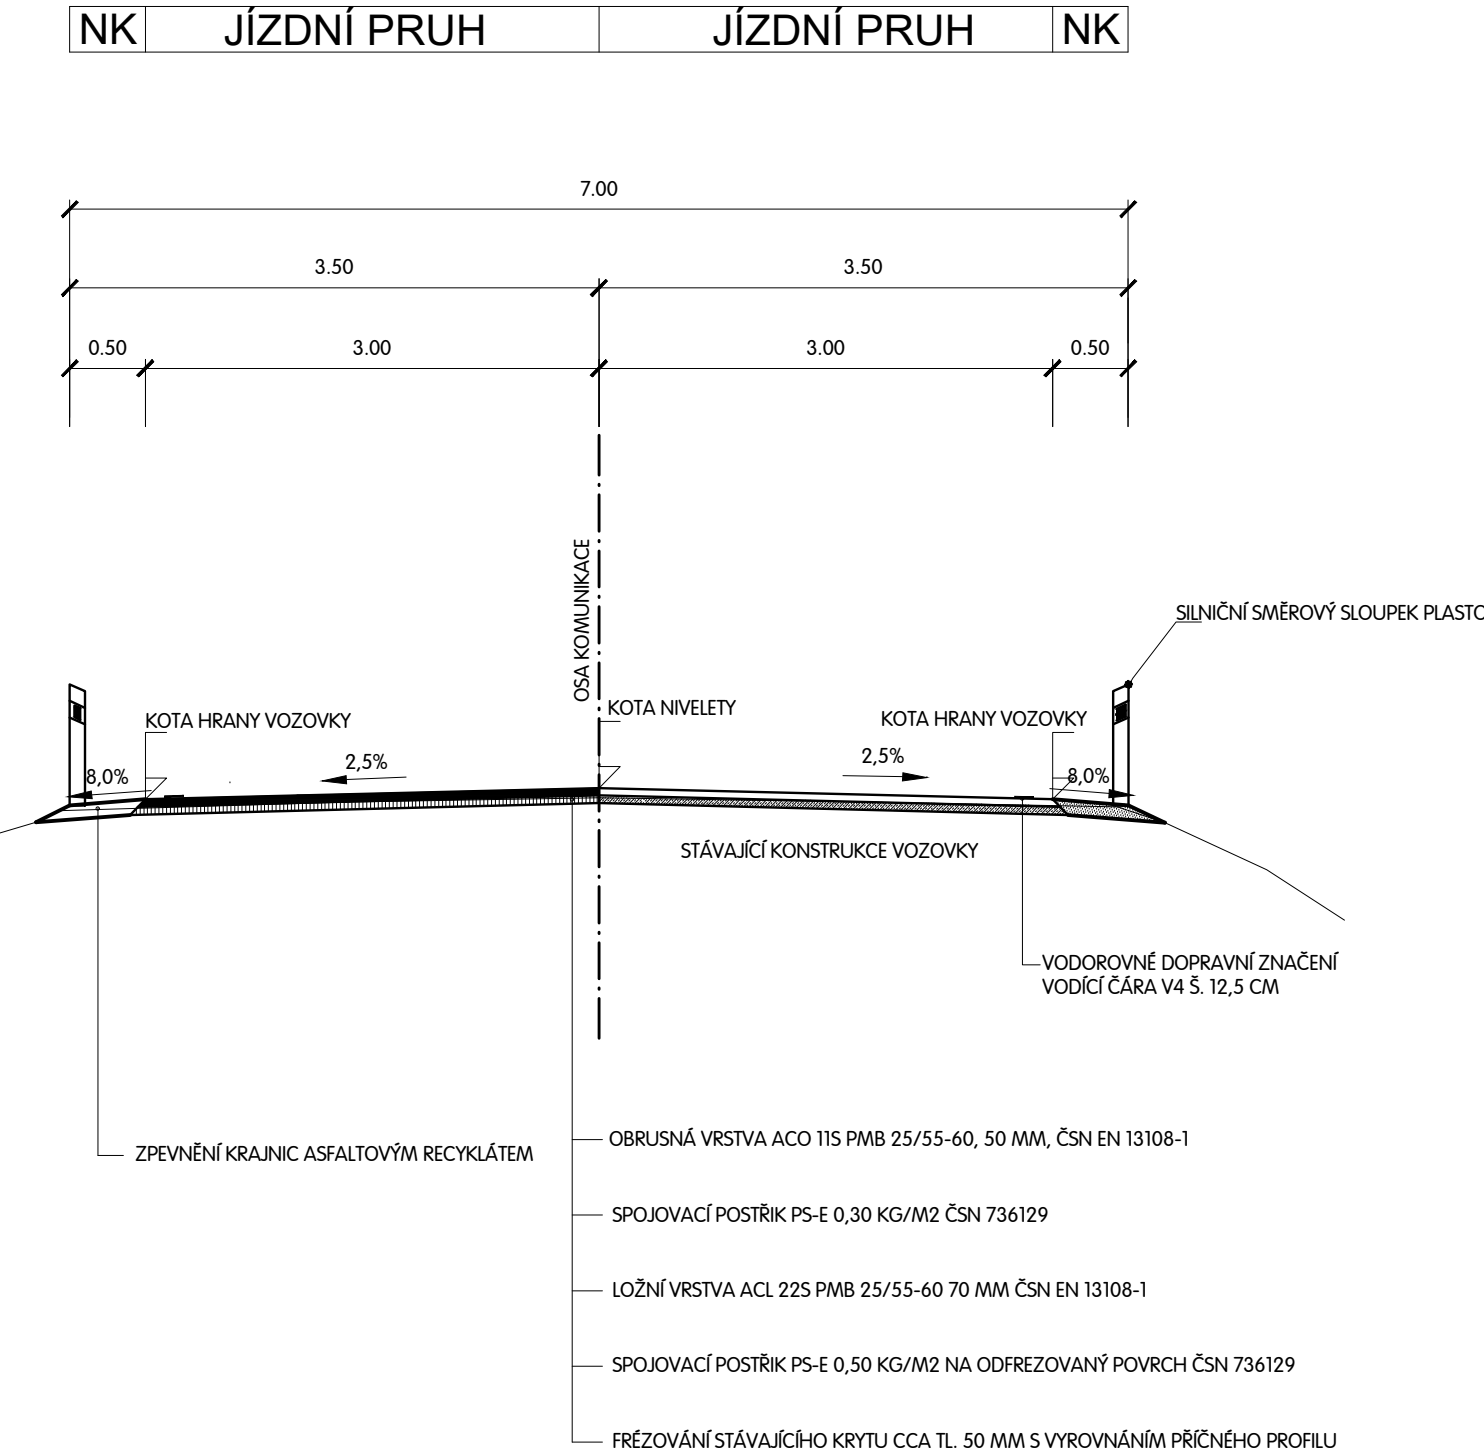 NK JÍZDNÍ PRUH JÍZDNÍ PRUH NK
7.00
3.50 3.50
0.50 3.00 3.00 0.50
OSA KOMUNIKACE
SILNIČNÍ SMĚROVÝ SLOUPEK
KOTA HRANY VOZOVKY
KOTA NIVELETY
KOTA HRANY VOZOVKY
8,0% 2,5% 2,5% 8,0%
STÁVAJÍCÍ KONSTRUKCE VOZOVKY
VODOROVNÉ DOPRAVNÍ ZNAČENÍ
VODÍCÍ ČÁRA V4 Š. 12,5 CM
ZPEVNĚNÍ KRAJNIC ASFALTOVÝM RECYKLÁTEM
OBRUSNÁ VRSTVA ACO 11S PMB 25/55-60, 50 MM, ČSN EN 13108-1
SPOJOVACÍ POSTŘIK PS-E 0,30 KG/M2 ČSN 736129
LOŽNÍ VRSTVA ACL 22S PMB 25/55-60 70 MM ČSN EN 13108-1
SPOJOVACÍ POSTŘIK PS-E 0,50 KG/M2 NA ODFREZOVANÝ POVRCH ČSN 736129
FRÉZOVÁNÍ STÁVAJÍCÍHO KRYTU CCA TL. 50 MM S VYROVNÁNÍM PŘÍČNÉHO PROFILU